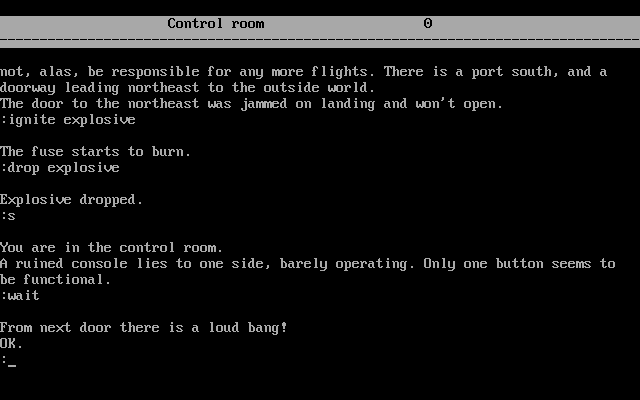 Control room 0
--------------------------------------------------------------------------------
not, alas, be responsible for any more flights. There is a port south, and a
doorway leading northeast to the outside world.
The door to the northeast was jammed on landing and won't open.
:ignite explosive
The fuse starts to burn.
:drop explosive
Explosive dropped.
:s
You are in the control room.
A ruined console lies to one side, barely operating. Only one button seems to
be functional.
:wait
From next door there is a loud bang!
OK.
:_